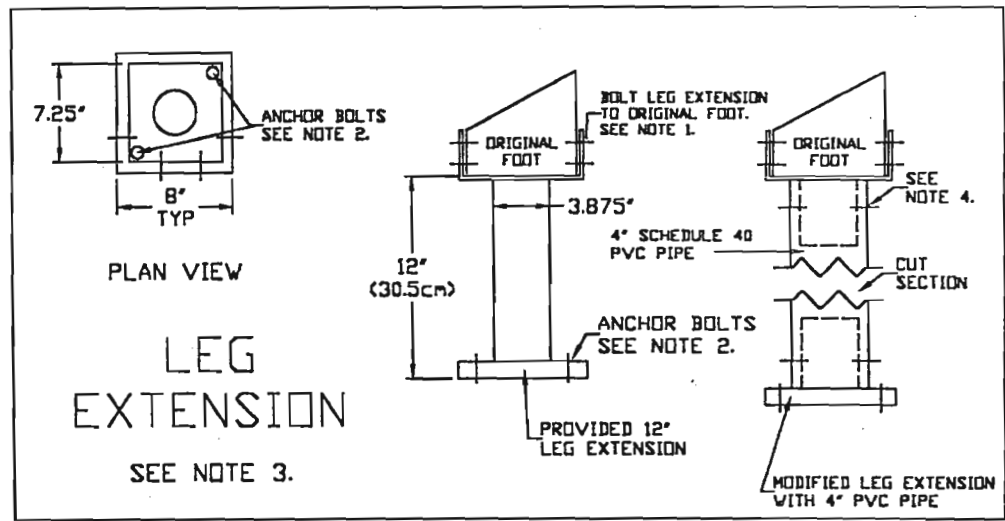 7.25"
ANCHOR BOLTS
SEE NOTE 2.
8"
TYP
PLAN VIEW
LEG
EXTENSION
SEE NOTE 3.
BOLT LEG EXTENSION
TO ORIGINAL FOOT.
SEE NOTE 1.
ORIGINAL
FOOT
3.875"
12"
(30.5cm)
ANCHOR BOLTS
SEE NOTE 2.
PROVIDED 12"
LEG EXTENSION
ORIGINAL
FOOT
SEE
NOTE 4.
4" SCHEDULE 40
PVC PIPE
CUT
SECTION
MODIFIED LEG EXTENSION
WITH 4" PVC PIPE